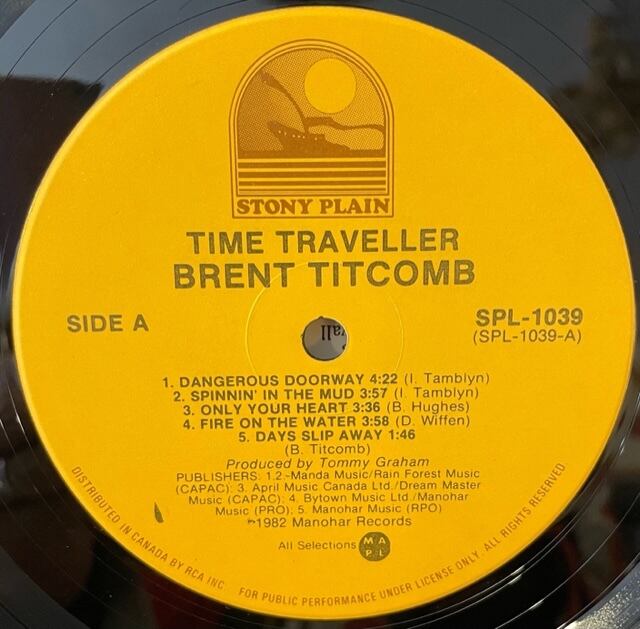 STONY PLAIN
TIME TRAVELLER
BRENT TITCOMB
SIDE A
SPL-1039
(SPL-1039-A)
1. DANGEROUS DOORWAY 4:22 (I. Tamblyn)
2. SPINNIN' IN THE MUD 3:57 (I. Tamblyn)
3. ONLY YOUR HEART 3:36 (B. Hughes)
4. FIRE ON THE WATER 3:58 (D. Wiffen)
5. DAYS SLIP AWAY 1:46
(B. Titcomb)
Produced by Tommy Graham
PUBLISHERS: 1.2.-Manda Music/Rain Forest Music
(CAPAC); 3. April Music Canada Ltd./Dream Master
Music (CAPAC); 4. Bytown Music Ltd./Manohar
Music (PRO); 5. Manohar Music (RPO)
℗1982 Manohar Records
All Selections M A P L
DISTRIBUTED IN CANADA BY RCA INC. FOR PUBLIC PERFORMANCE UNDER LICENSE ONLY. ALL RIGHTS RESERVED